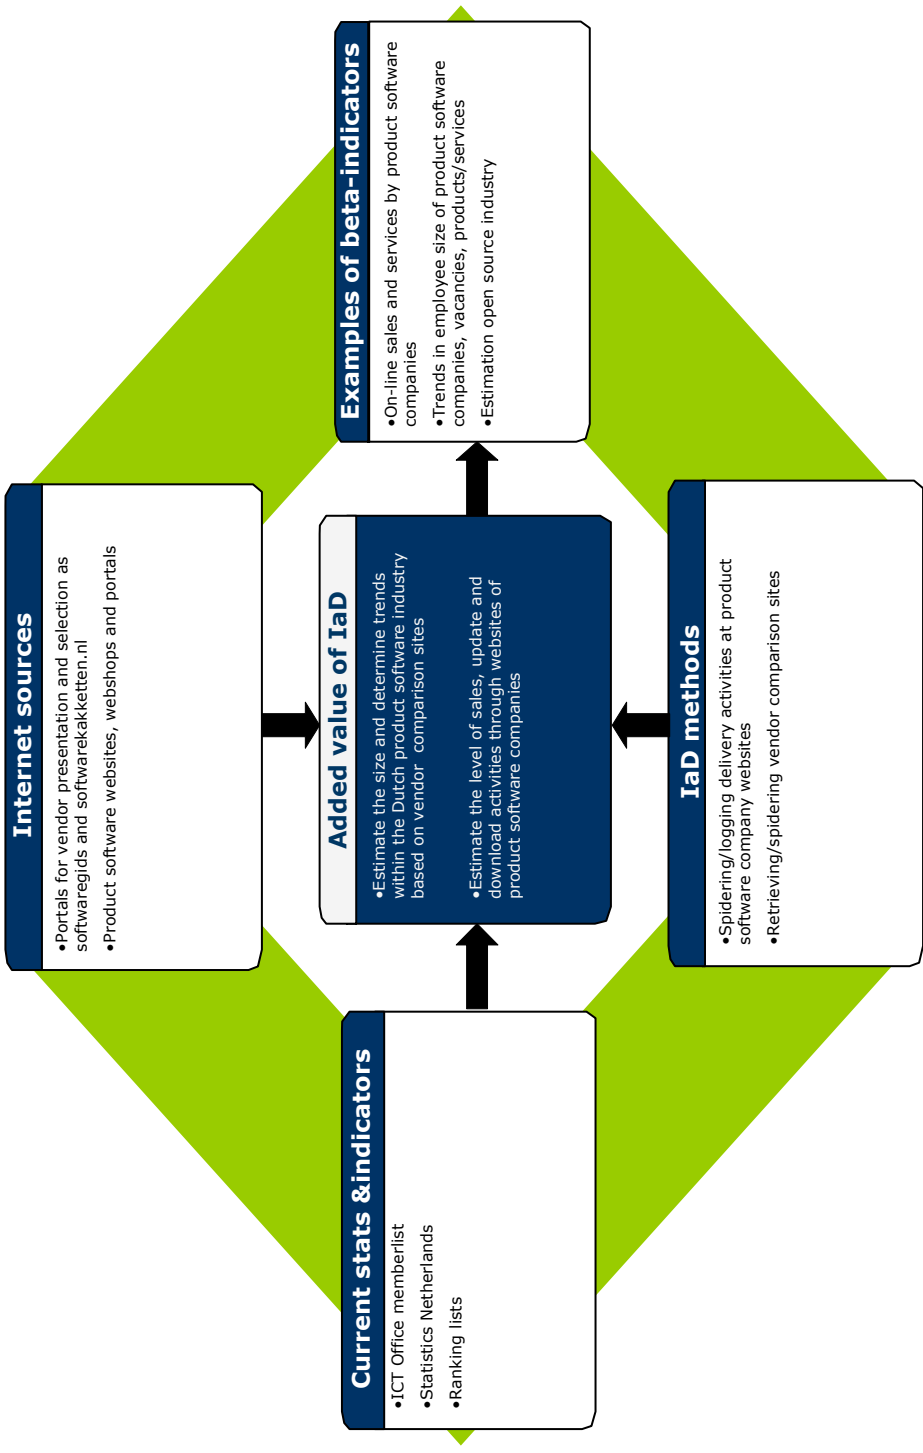 Internet sources
•Portals for vendor presentation and selection as
softwaregids and softwarekakketten.nl
•Product software websites, webshops and portals
Current stats &indicators
•ICT Office memberlist
•Statistics Netherlands
•Ranking lists
Added value of IaD
•Estimate the size and determine trends
within the Dutch product software industry
based on vendor comparison sites
•Estimate the level of sales, update and
download activities through websites of
product software companies
Examples of beta-indicators
•On-line sales and services by product software
companies
•Trends in employee size of product software
companies, vacancies, products/services
•Estimation open source industry
IaD methods
•Spidering/logging delivery activities at product
software company websites
•Retrieving/spidering vendor comparison sites